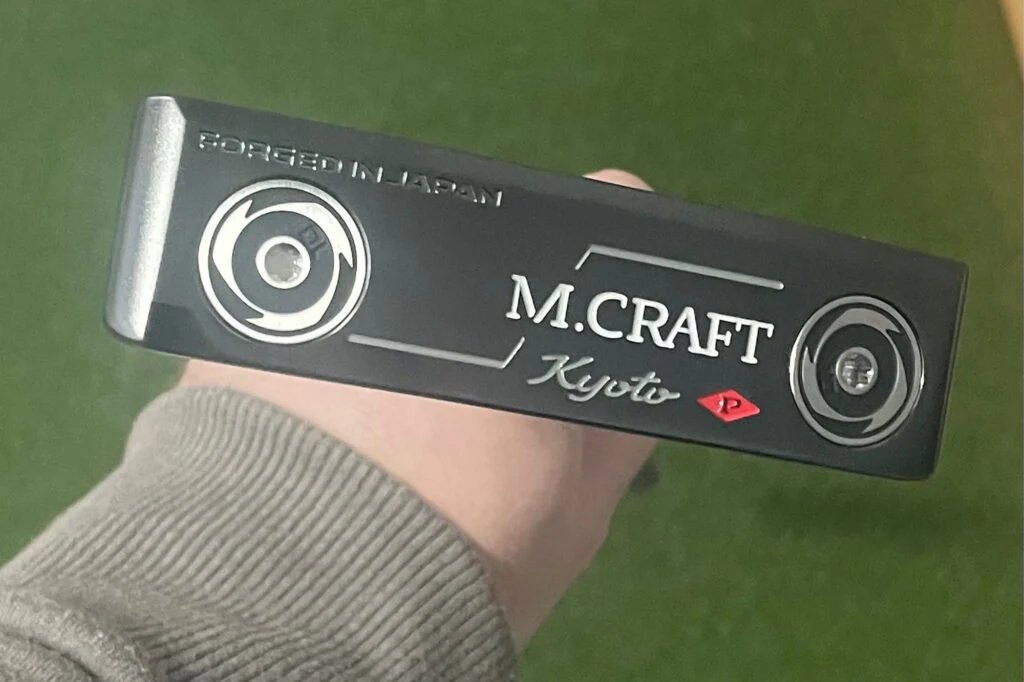 FORGED IN JAPAN
M.CRAFT
Kyoto
P